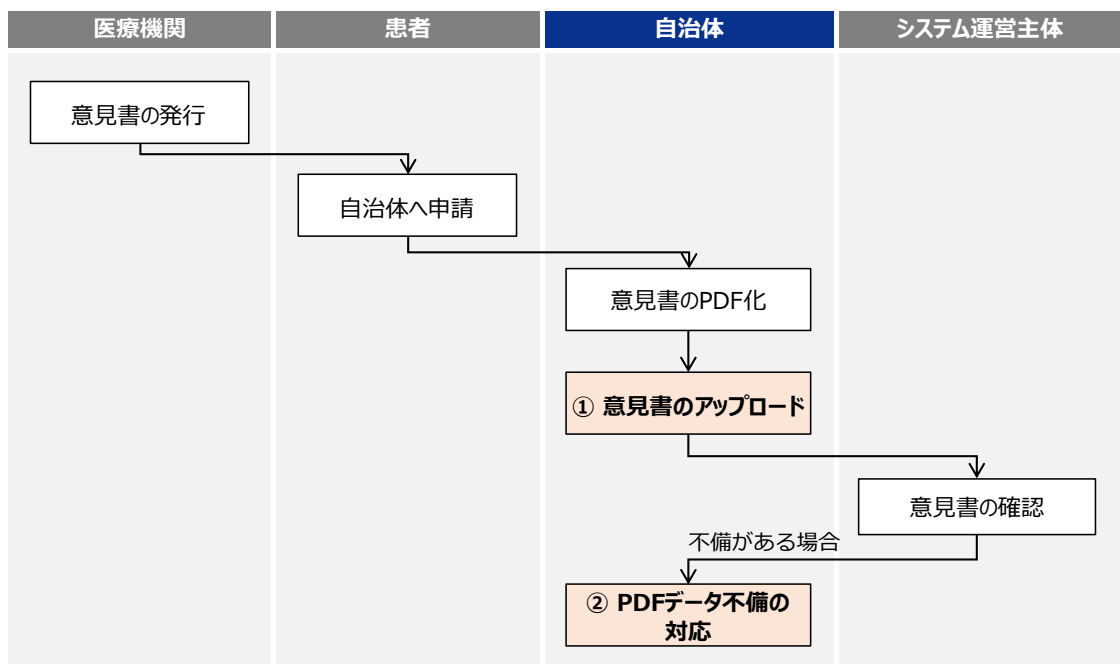 医療機関
患者
自治体
システム運営主体
意見書の発行
自治体へ申請
意見書のPDF化
① 意見書のアップロード
意見書の確認
不備がある場合
② PDFデータ不備の
対応